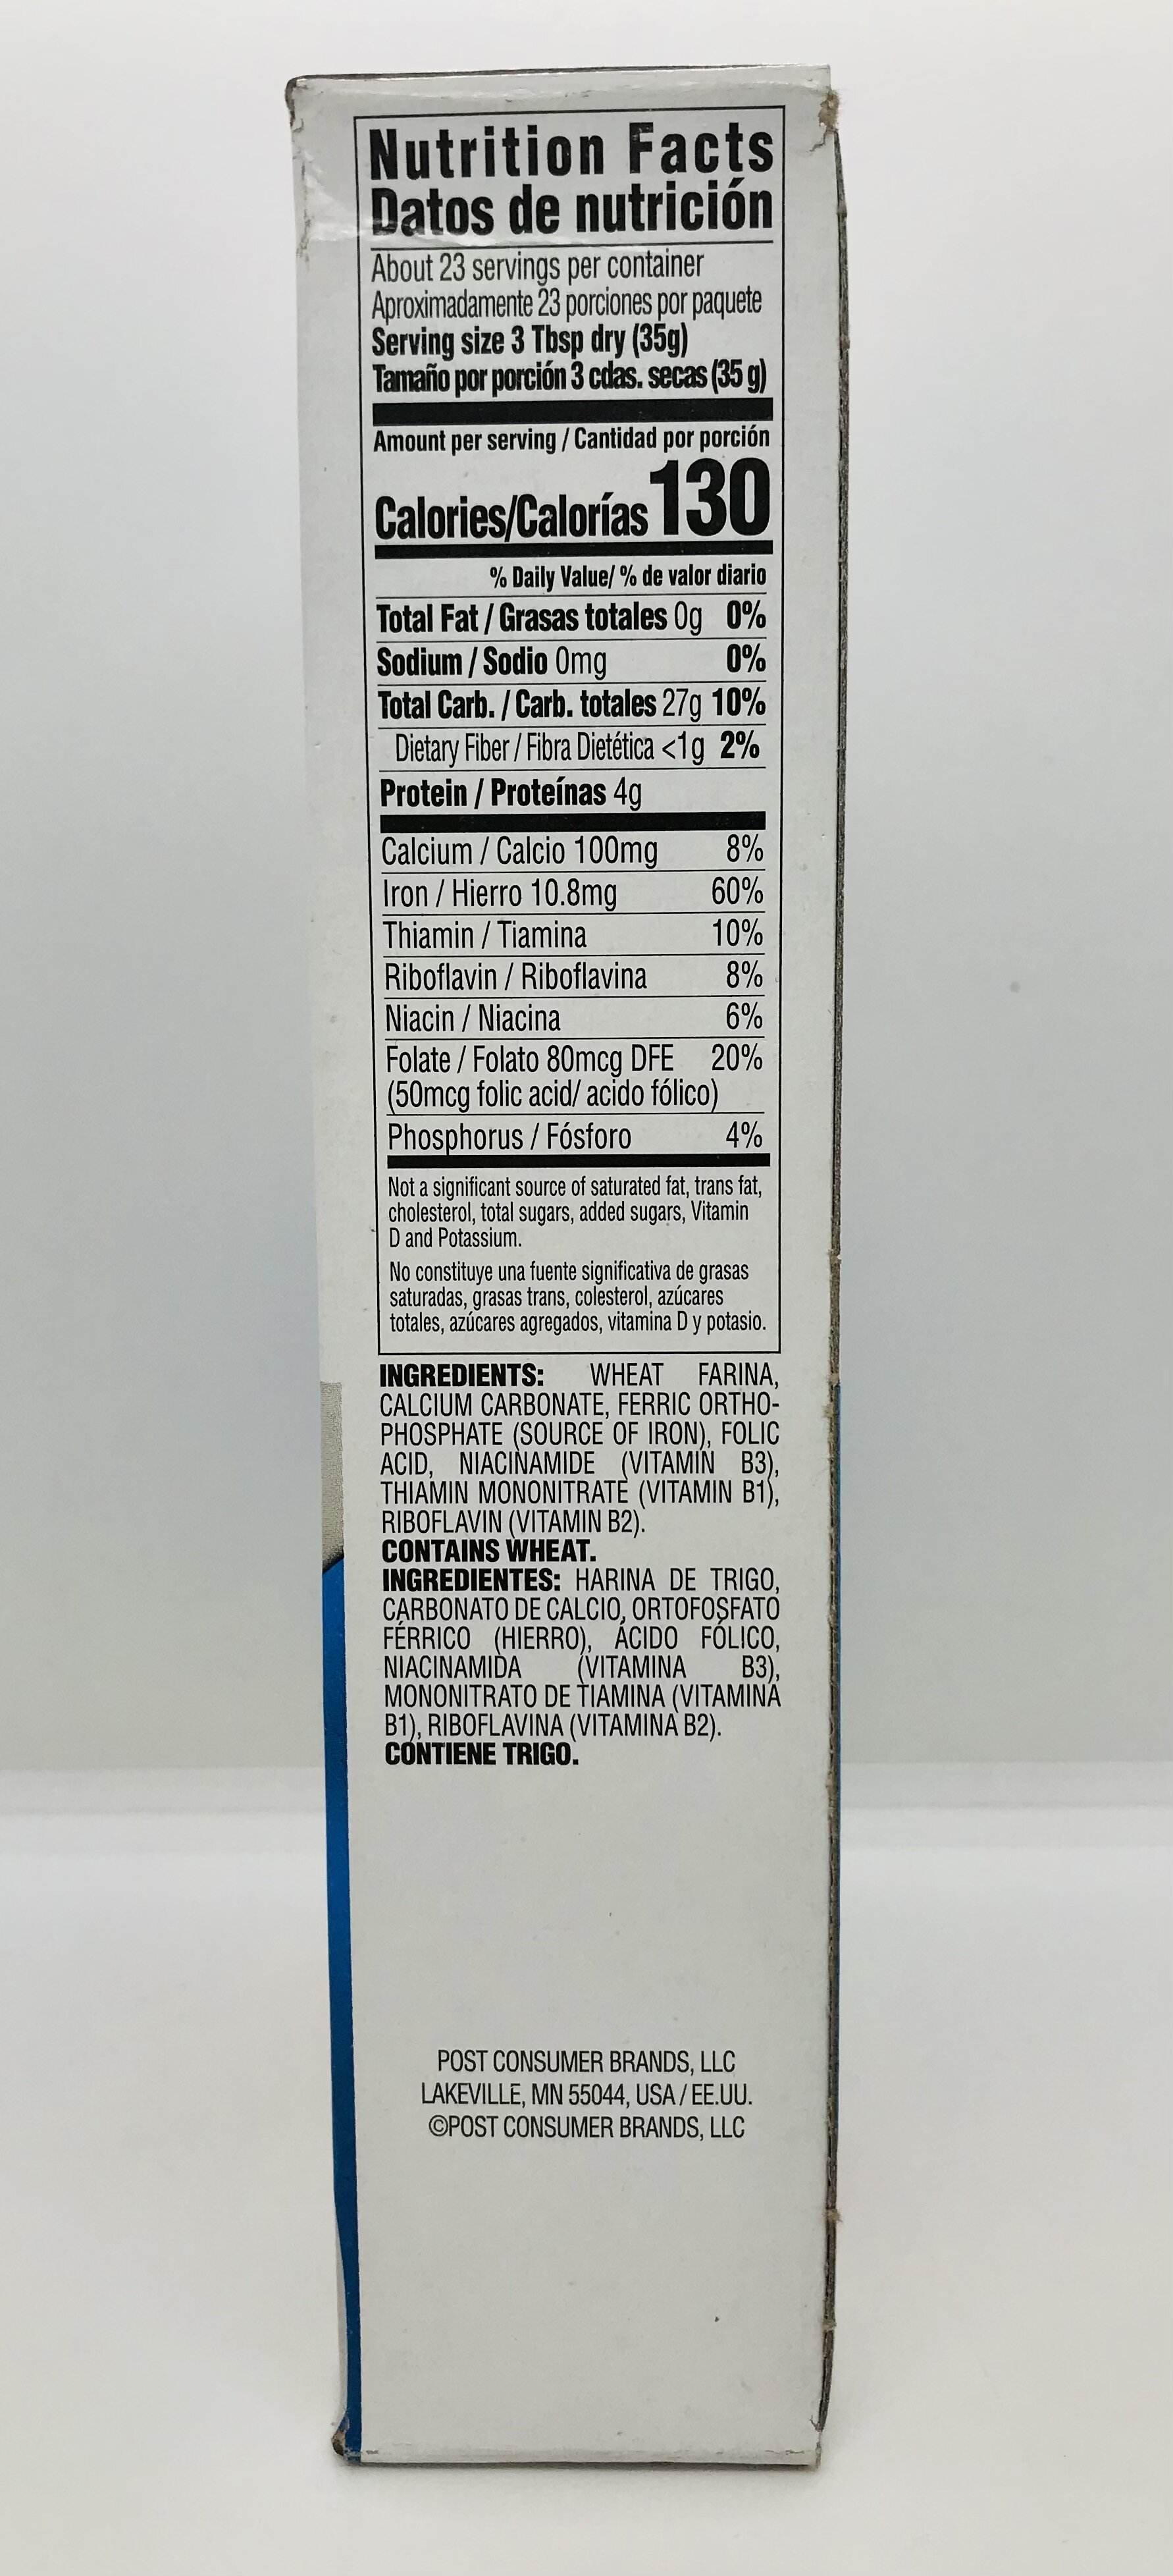 Nutrition Facts
Datos de nutrición
About 23 servings per container
Aproximadamente 23 porciones por paquete
Serving size 3 Tbsp dry (35g)
Tamaño por porción 3 cdas. secas (35 g)
Amount per serving / Cantidad por porción
Calories/Calorías 130
% Daily Value/ % de valor diario
Total Fat / Grasas totales 0g 0%
Sodium / Sodio 0mg 0%
Total Carb. / Carb. totales 27g 10%
Dietary Fiber / Fibra Dietética <1g 2%
Protein / Proteínas 4g
Calcium / Calcio 100mg 8%
Iron / Hierro 10.8mg 60%
Thiamin / Tiamina 10%
Riboflavin / Riboflavina 8%
Niacin / Niacina 6%
Folate / Folato 80mcg DFE 20%
(50mcg folic acid/ acido fólico)
Phosphorus / Fósforo 4%
Not a significant source of saturated fat, trans fat,
cholesterol, total sugars, added sugars, Vitamin
D and Potassium.
No constituye una fuente significativa de grasas
saturadas, grasas trans, colesterol, azúcares
totales, azúcares agregados, vitamina D y potasio.
INGREDIENTS: WHEAT FARINA,
CALCIUM CARBONATE, FERRIC ORTHO-
PHOSPHATE (SOURCE OF IRON), FOLIC
ACID, NIACINAMIDE (VITAMIN B3),
THIAMIN MONONITRATE (VITAMIN B1),
RIBOFLAVIN (VITAMIN B2).
CONTAINS WHEAT.
INGREDIENTES: HARINA DE TRIGO,
CARBONATO DE CALCIO, ORTOFOSFATO
FÉRRICO (HIERRO), ÁCIDO FÓLICO,
NIACINAMIDA (VITAMINA B3),
MONONITRATO DE TIAMINA (VITAMINA
B1), RIBOFLAVINA (VITAMINA B2).
CONTIENE TRIGO.
POST CONSUMER BRANDS, LLC
LAKEVILLE, MN 55044, USA / EE.UU.
©POST CONSUMER BRANDS, LLC